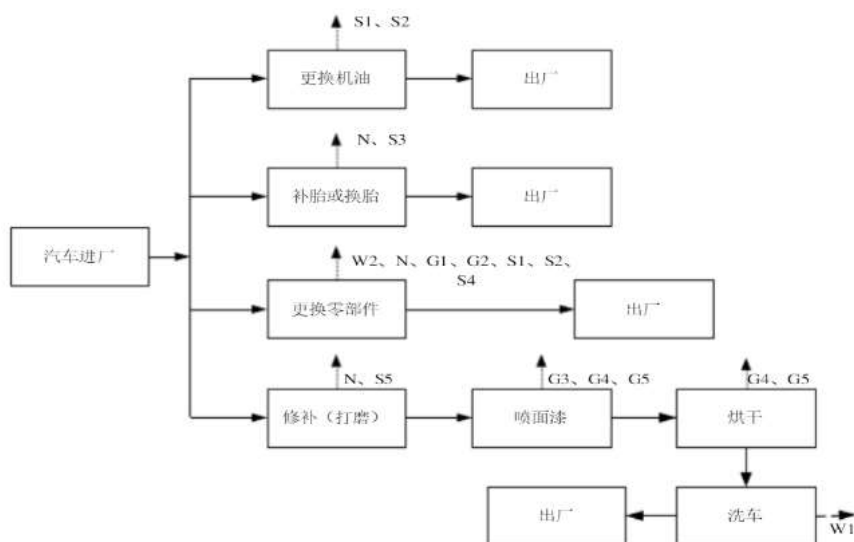 S1、S2
更换机油
出厂
N、S3
补胎或换胎
出厂
汽车进厂
W2、N、G1、G2、S1、S2、
S4
更换零部件
出厂
N、S5
G3、G4、G5
G4、G5
修补（打磨）
喷面漆
烘干
出厂
洗车
W1